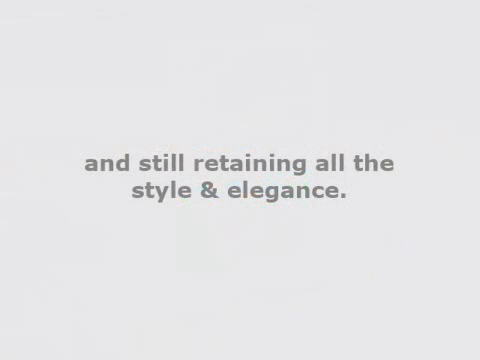 and still retaining all the
style & elegance.